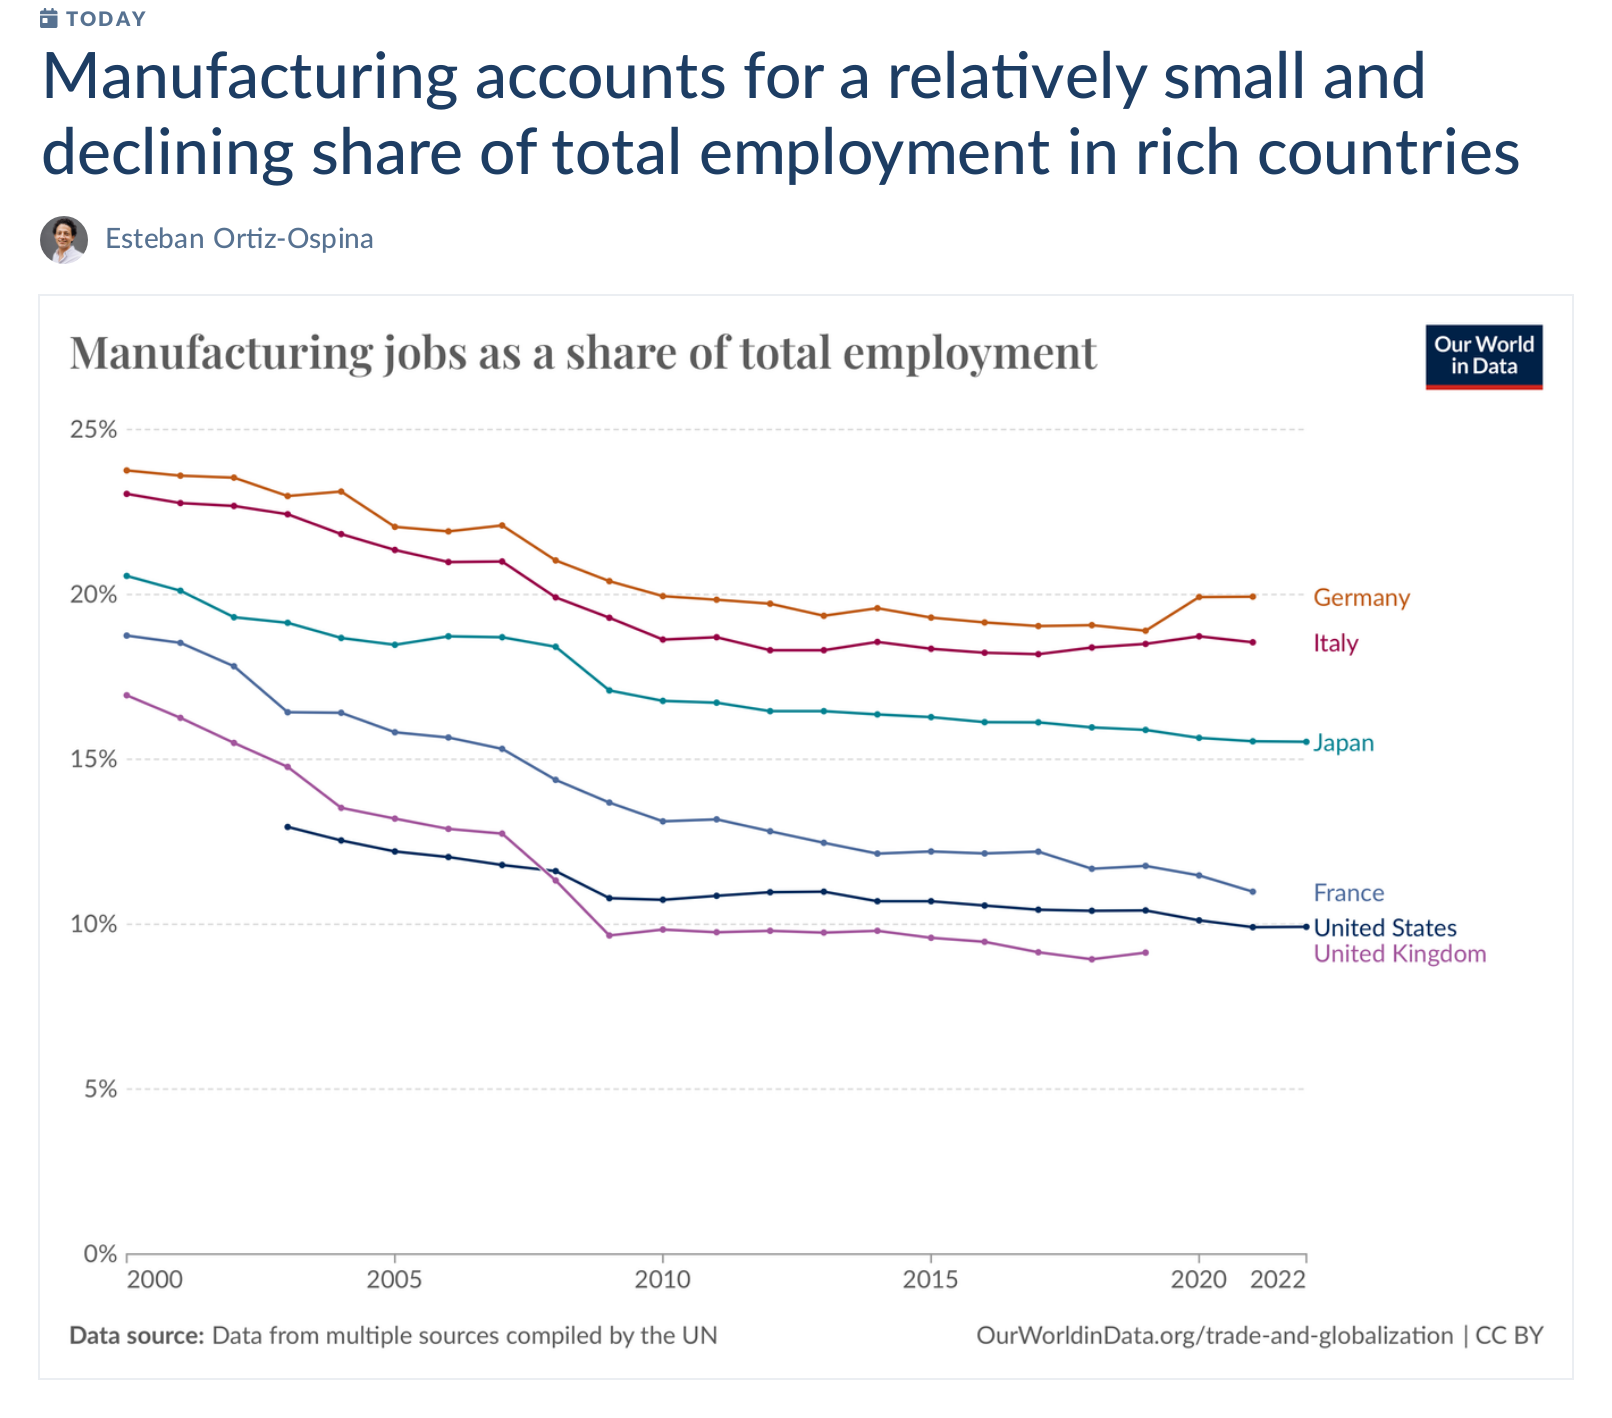 TODAY
Manufacturing accounts for a relatively small and
declining share of total employment in rich countries
Esteban Ortiz-Ospina
Manufacturing jobs as a share of total employment
Our World
in Data
25%
20%
15%
10%
5%
0%
Germany
Italy
Japan
France
United States
United Kingdom
2000 2005 2010 2015 2020 2022
Data source: Data from multiple sources compiled by the UN
OurWorldinData.org/trade-and-globalization | CC BY